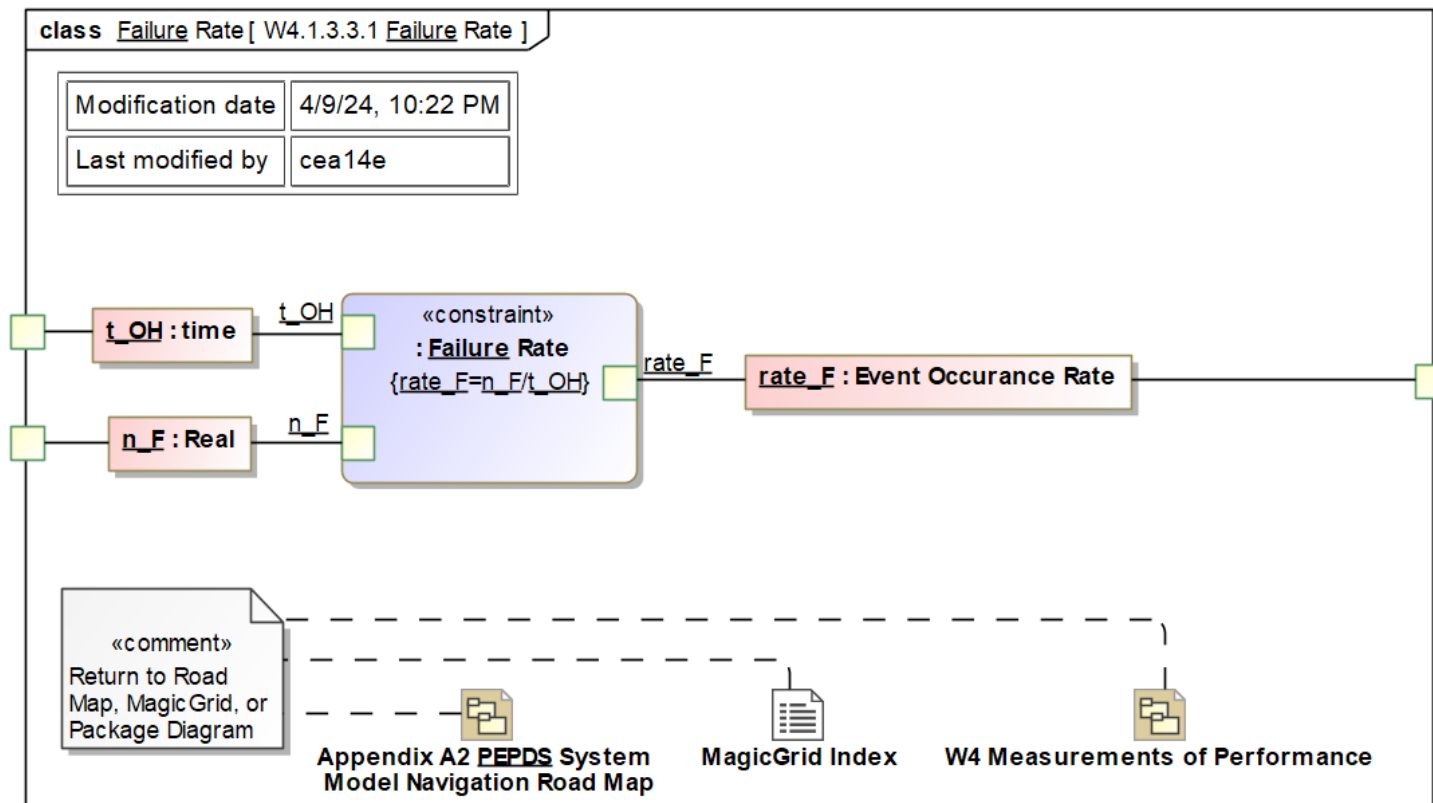 class Failure Rate [ W4.1.3.3.1 Failure Rate ]
Modification date 4/9/24, 10:22 PM
Last modified by cea14e
t_OH : time
t_OH
«constraint»
: Failure Rate
{rate_F=n_F/t_OH}
rate_F
rate_F : Event Occurance Rate
n_F : Real
n_F
«comment»
Return to Road
Map, MagicGrid, or
Package Diagram
Appendix A2 PEPDS System
Model Navigation Road Map
MagicGrid Index
W4 Measurements of Performance